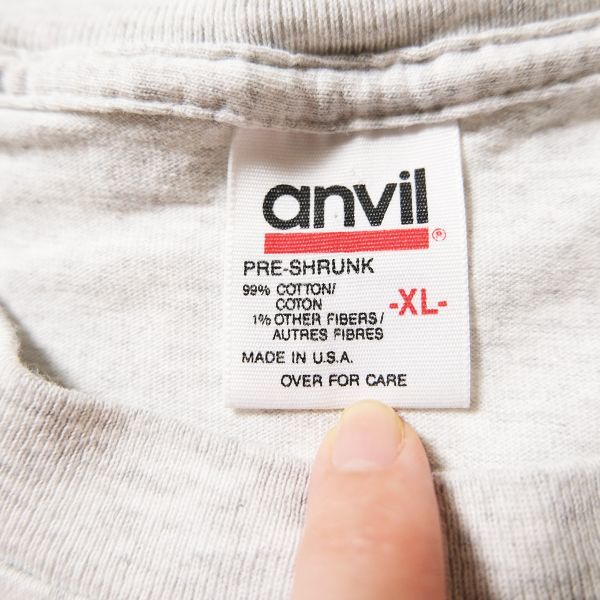 anvil®
PRE-SHRUNK
99% COTTON/
COTON
-XL-
1% OTHER FIBERS/
AUTRES FIBRES
MADE IN U.S.A.
OVER FOR CARE